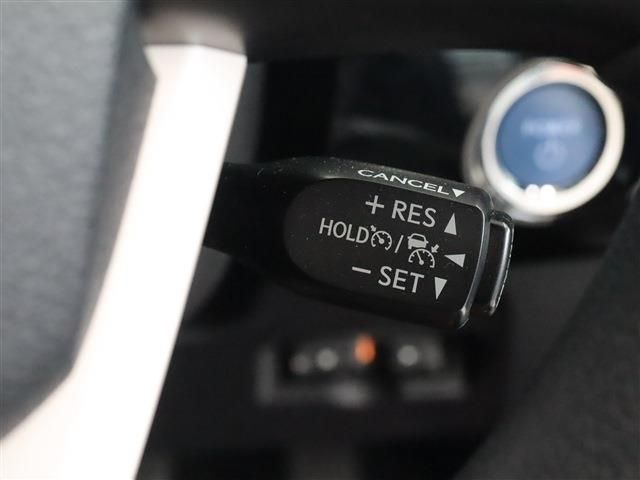 CANCEL
+ RES
HOLD /
− SET